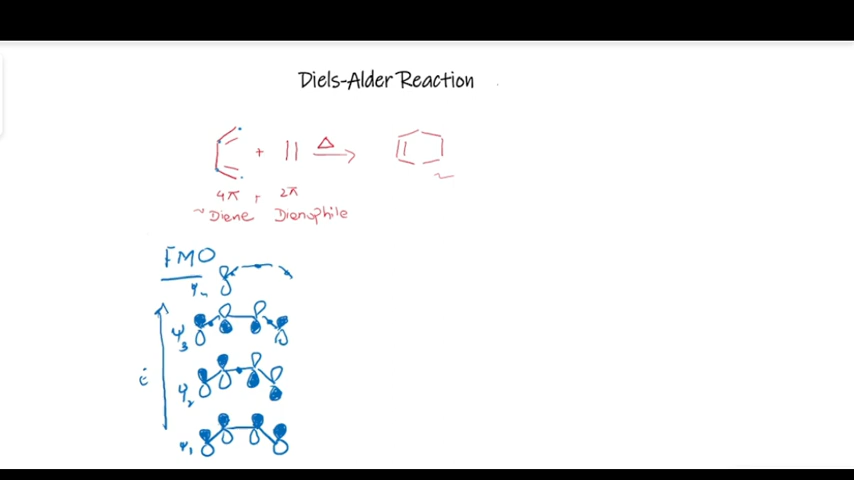 Diels-Alder Reaction
+ Δ
4π + 2π
~Diene Dienophile
FMO
ψ₄
ψ₃
ψ₂
ψ₁